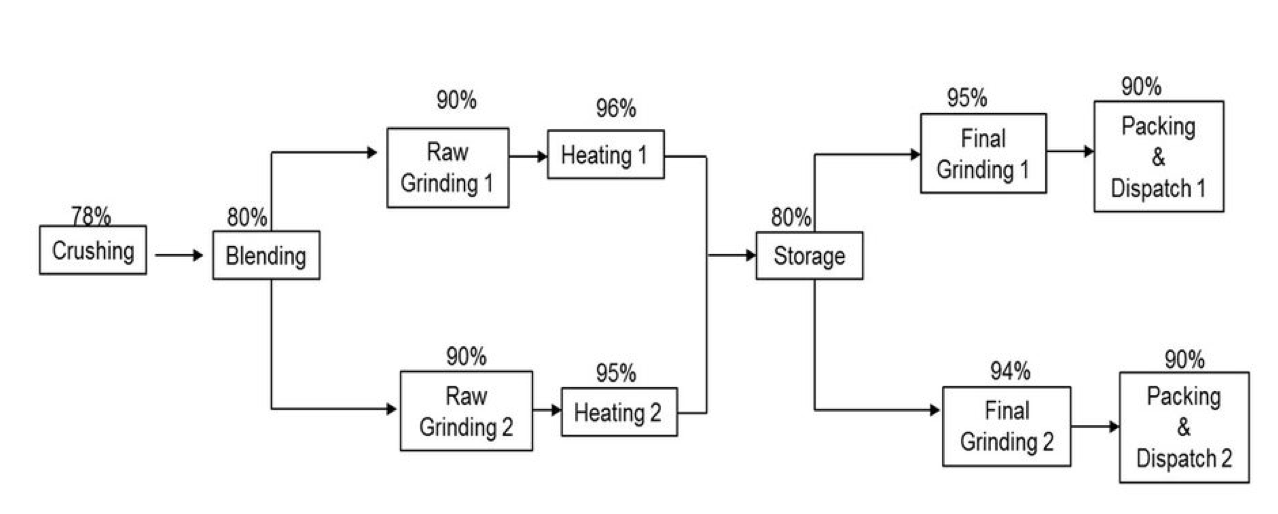 78%
Crushing
80%
Blending
90%
Raw
Grinding 1
96%
Heating 1
90%
Raw
Grinding 2
95%
Heating 2
80%
Storage
95%
Final
Grinding 1
90%
Packing
&
Dispatch 1
94%
Final
Grinding 2
90%
Packing
&
Dispatch 2